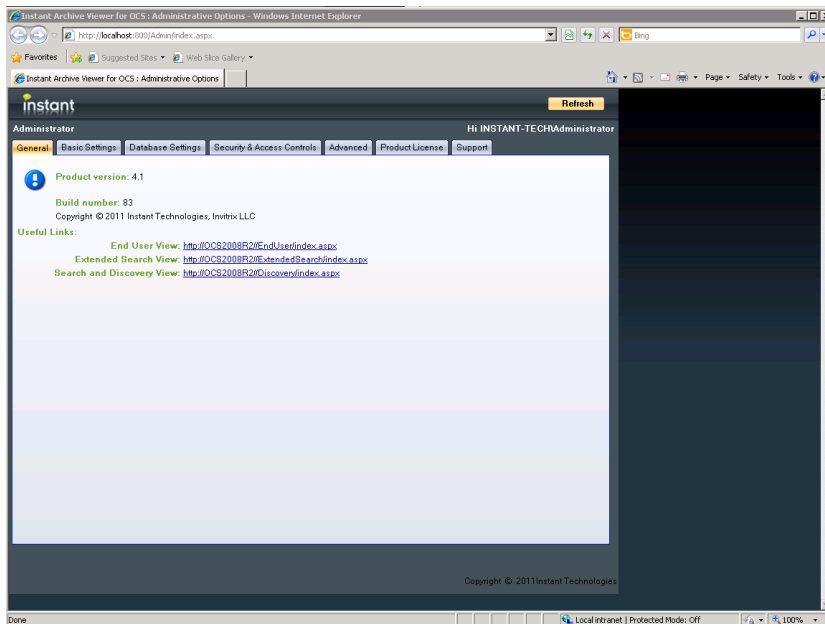 Instant Archive Viewer for OCS : Administrative Options - Windows Internet Explorer
http://localhost:800/Admin/index.aspx
Bing
Favorites
Suggested Sites
Web Slice Gallery
Instant Archive Viewer for OCS : Administrative Options
Page
Safety
Tools
instant
Refresh
Administrator
Hi INSTANT-TECH\Administrator
General
Basic Settings
Database Settings
Security & Access Controls
Advanced
Product License
Support
Product version: 4.1
Build number: 83
Copyright © 2011 Instant Technologies, Invitrix LLC
Useful Links:
End User View: http://OCS2008R2//EndUser/index.aspx
Extended Search View: http://OCS2008R2//ExtendedSearch/index.aspx
Search and Discovery View: http://OCS2008R2//Discovery/index.aspx
Copyright © 2011Instant Technologies
Done
Local intranet | Protected Mode: Off
100%